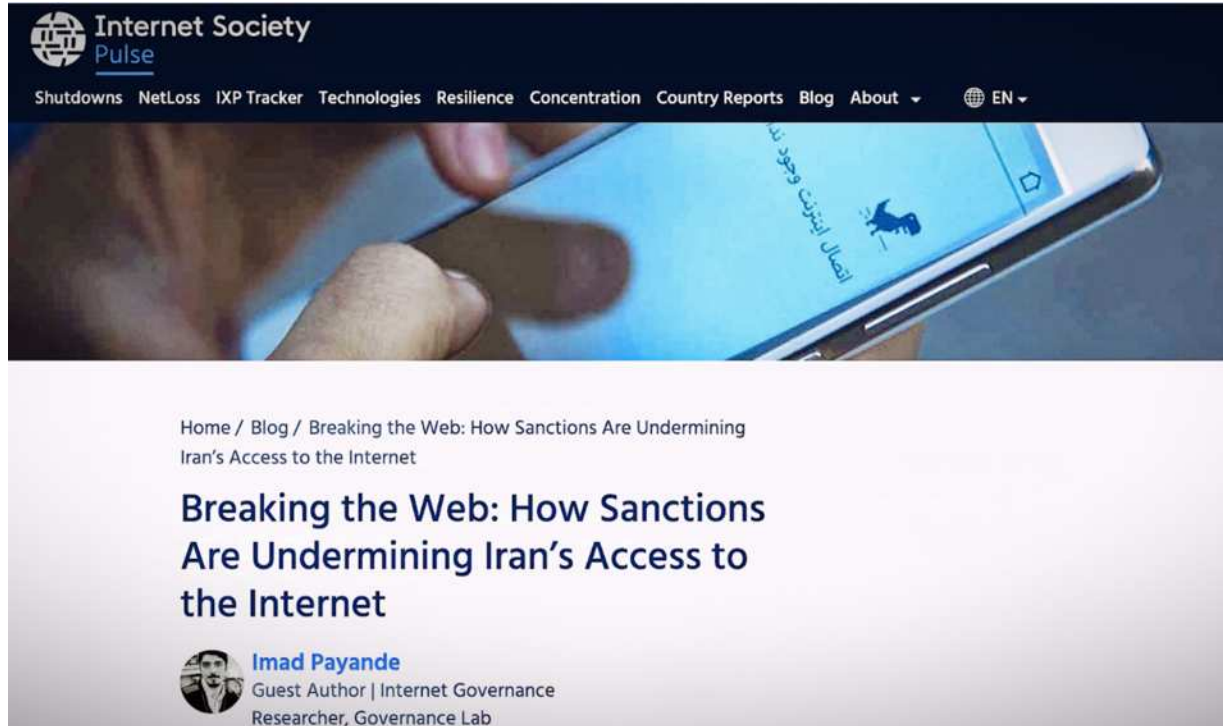 Internet Society
Pulse
Shutdowns NetLoss IXP Tracker Technologies Resilience Concentration Country Reports Blog About EN
اتصال اینترنت وجود
Home / Blog / Breaking the Web: How Sanctions Are Undermining
Iran’s Access to the Internet
Breaking the Web: How Sanctions
Are Undermining Iran’s Access to
the Internet
Imad Payande
Guest Author | Internet Governance
Researcher, Governance Lab